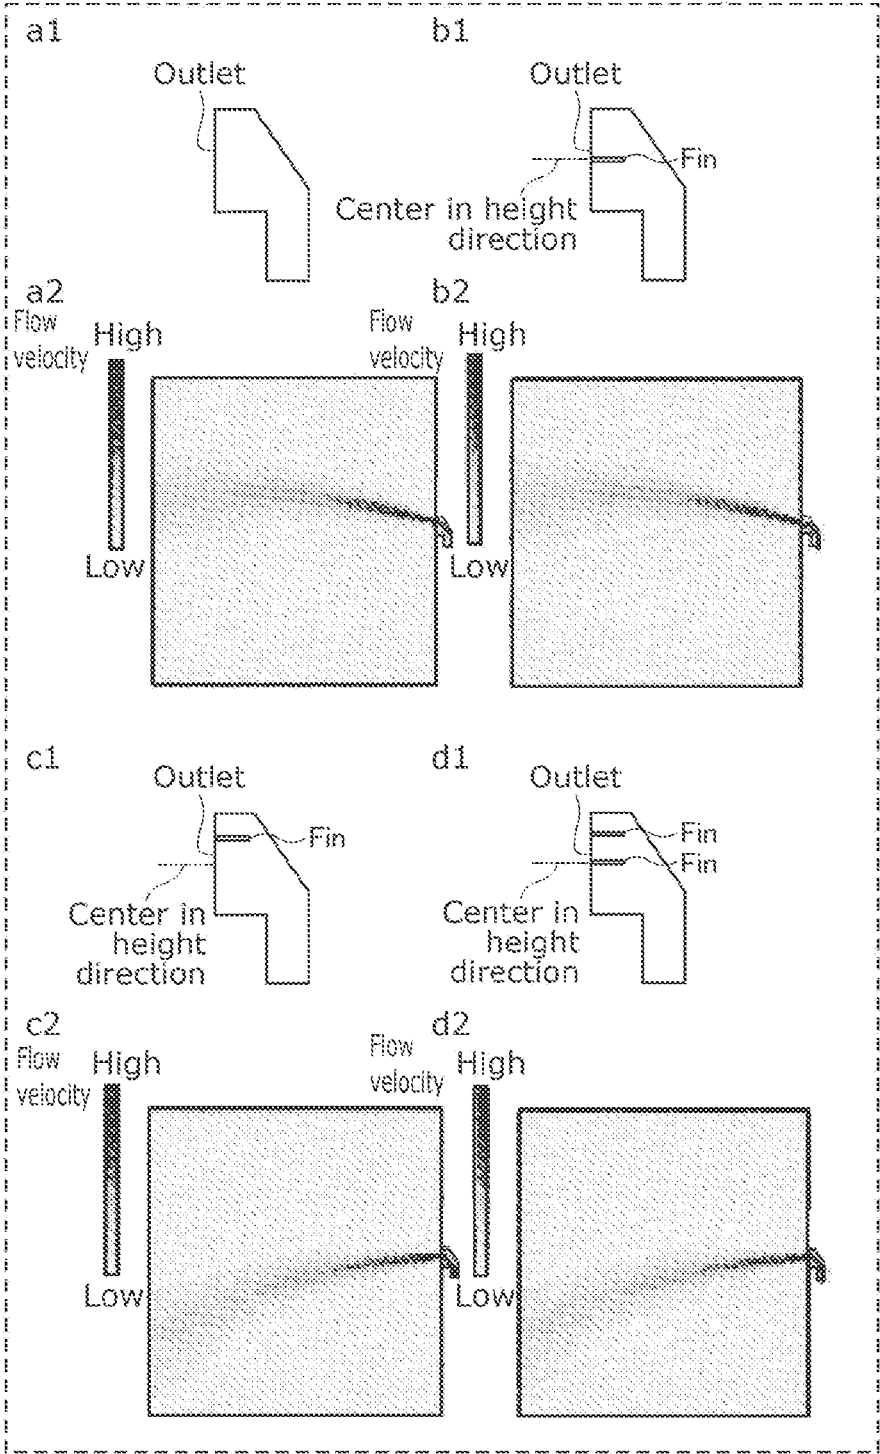 a1
Outlet
b1
Outlet
Fin
Center in height
direction
a2
Flow
velocity
High
Low
b2
Flow
velocity
High
Low
c1
Outlet
Fin
Center in
height
direction
d1
Outlet
Fin
Fin
Center in
height
direction
c2
Flow
velocity
High
Low
d2
Flow
velocity
High
Low